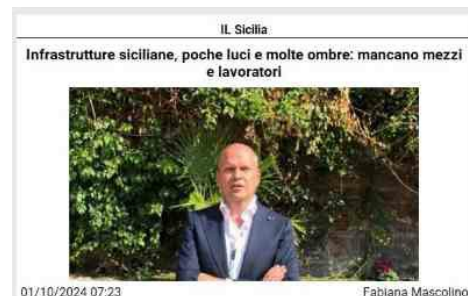 IL Sicilia
Infrastrutture siciliane, poche luci e molte ombre: mancano mezzi
e lavoratori
01/10/2024 07:23
Fabiana Mascolino